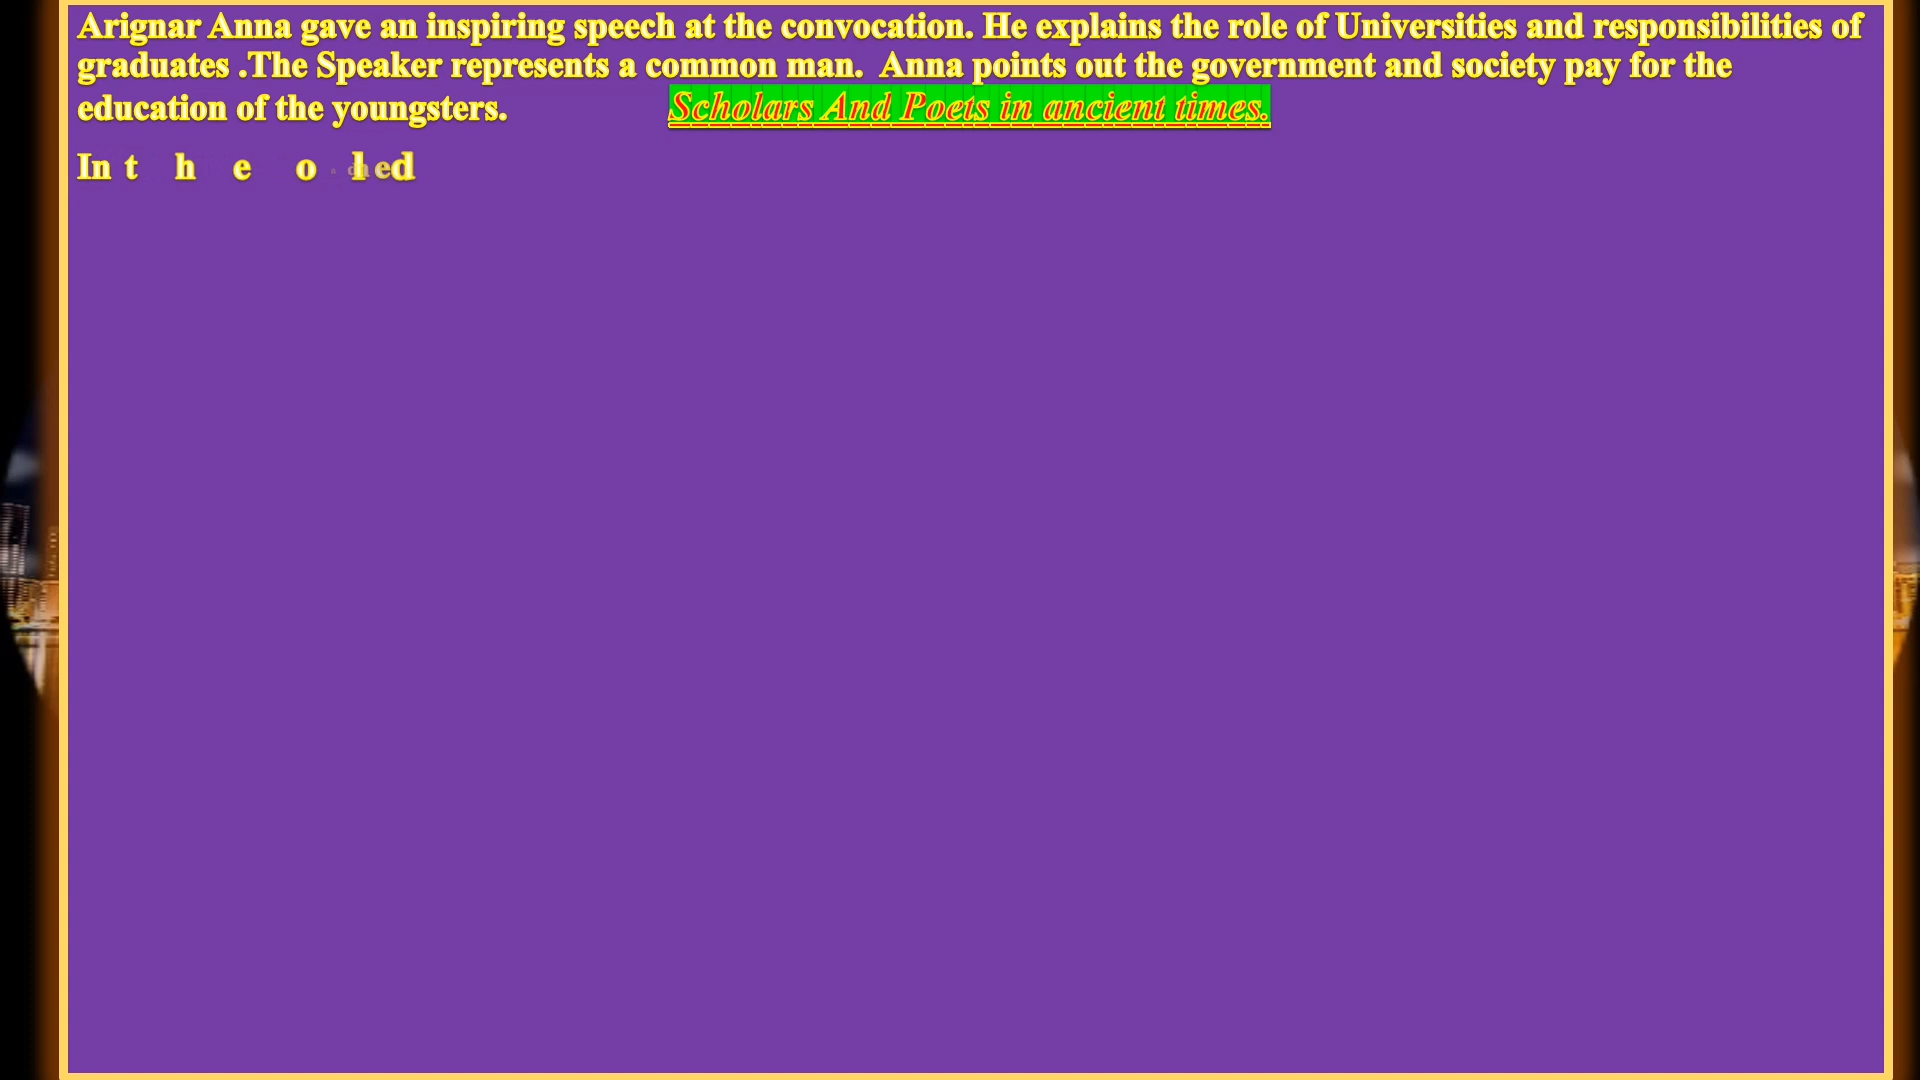 Arignar Anna gave an inspiring speech at the convocation. He explains the role of Universities and responsibilities of
graduates .The Speaker represents a common man. Anna points out the government and society pay for the
education of the youngsters. Scholars And Poets in ancient times.
In t h e o l